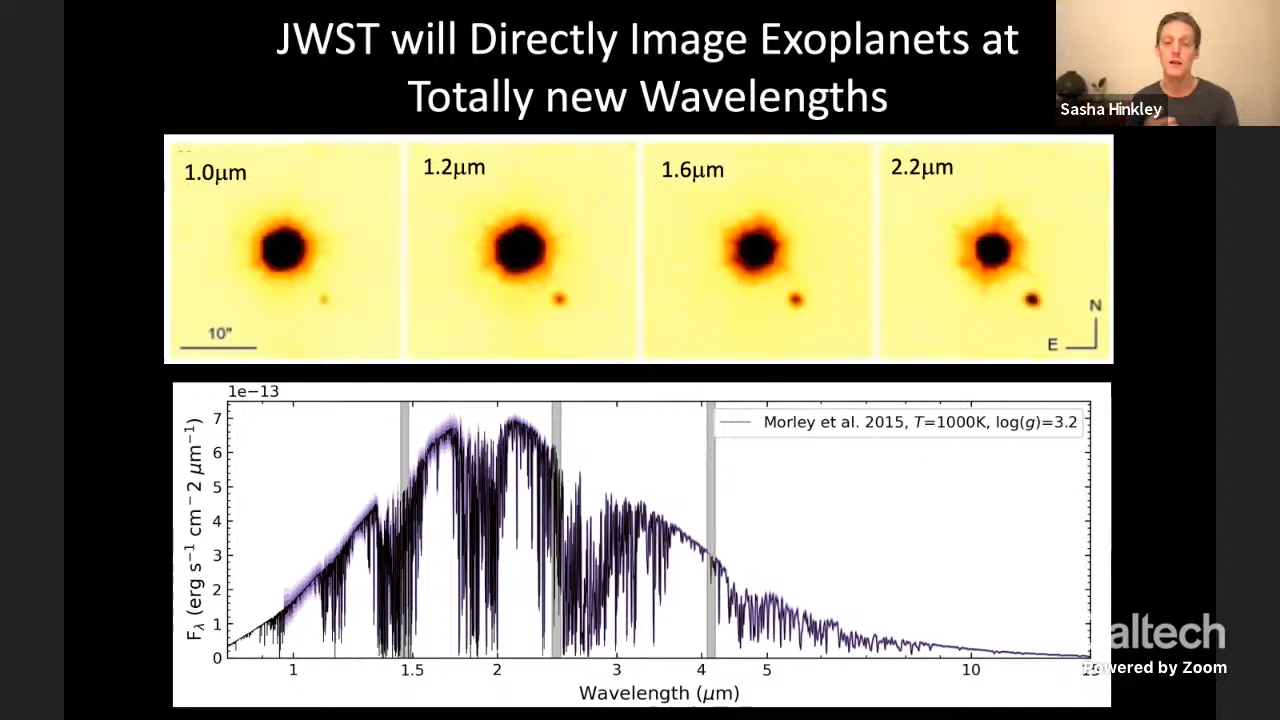 JWST will Directly Image Exoplanets at
Totally new Wavelengths
Sasha Hinkley
1.0μm
1.2μm
1.6μm
2.2μm
10"
N
E
1e−13
7
6
5
4
3
2
1
0
Fλ (erg s−1 cm−2 μm−1)
Morley et al. 2015, T=1000K, log(g)=3.2
1 1.5 2 3 4 5 10
Wavelength (μm)
altech
Powered by Zoom